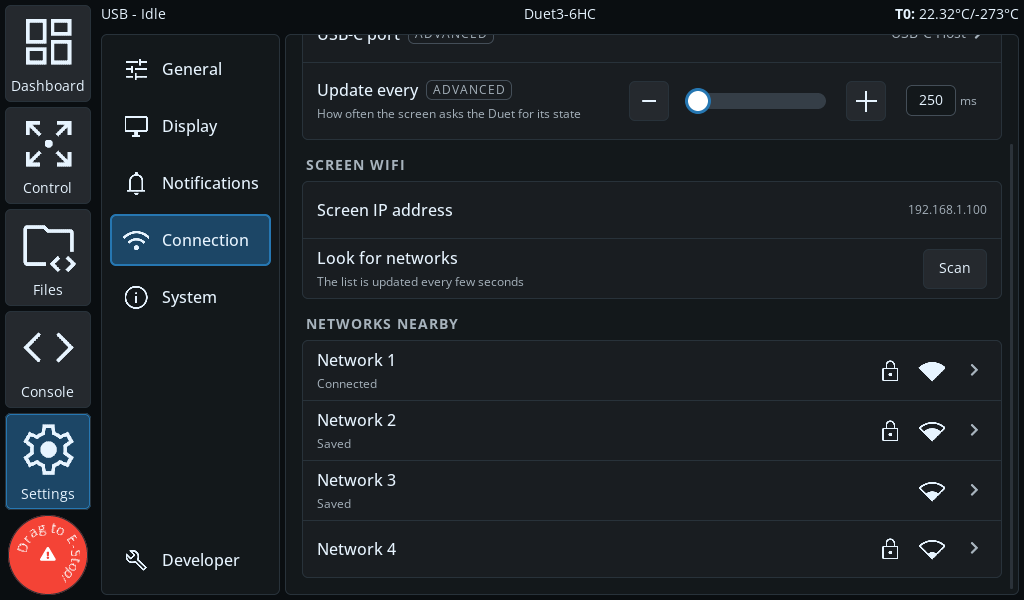 USB - Idle
Duet3-6HC
T0: 22.32°C/-273°C
Dashboard
Control
Files
Console
Settings
Drag to E-Stop!
General
Display
Notifications
Connection
System
Developer
USB-C port ADVANCED
USB-C Host
Update every ADVANCED
How often the screen asks the Duet for its state
250 ms
SCREEN WIFI
Screen IP address
192.168.1.100
Look for networks
The list is updated every few seconds
Scan
NETWORKS NEARBY
Network 1
Connected
Network 2
Saved
Network 3
Saved
Network 4